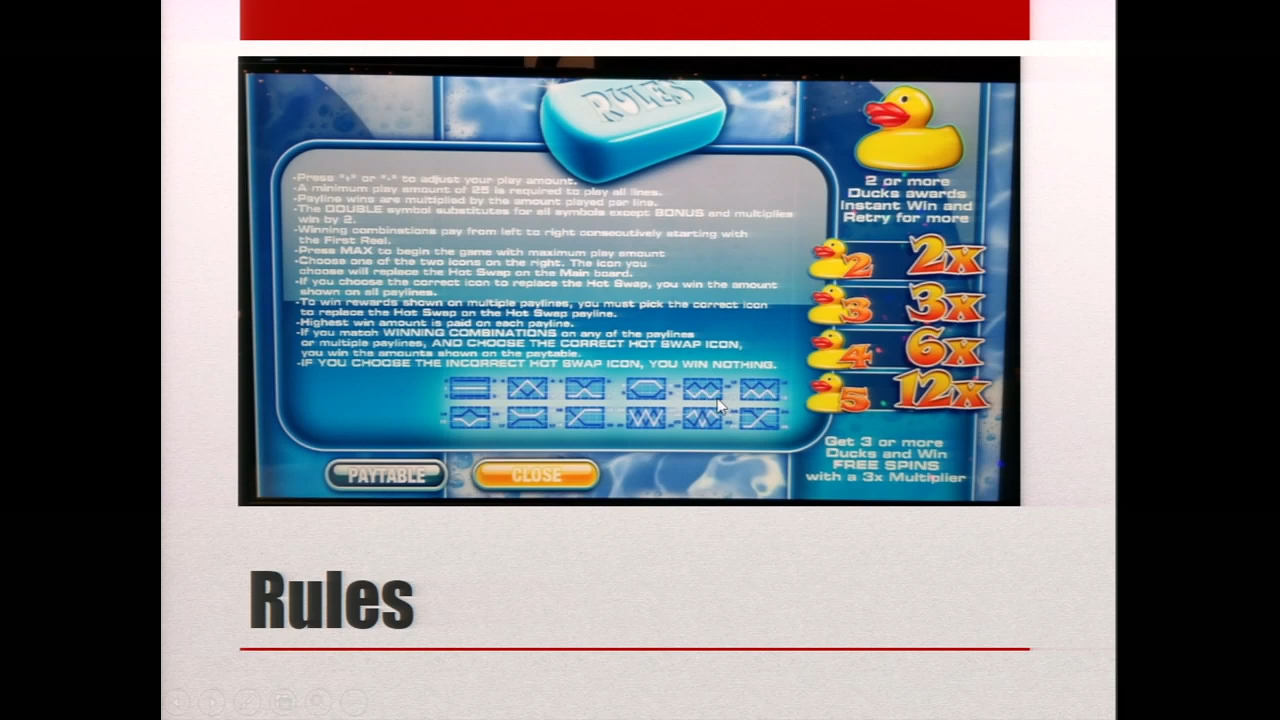 RULES
-Press "+" or "-" to adjust your play amount.
-A minimum play amount of 25 is required to play all lines.
-Payline wins are multiplied by the amount played par line.
-The DOUBLE symbol substitutes for all symbols except BONUS and multiplies
win by 2.
-Winning combinations pay from left to right consecutively starting with
the First Reel.
-Press MAX to begin the game with maximum play amount
-Choose one of the two icons on the right. The icon you
choose will replace the Hot Swap on the Main board.
-If you choose the correct icon to replace the Hot Swap, you win the amount
shown on all paylines.
-To win rewards shown on multiple paylines, you must pick the correct icon
to replace the Hot Swap on the Hot Swap payline.
-Highest win amount is paid on each payline.
-If you match WINNING COMBINATIONS on any of the paylines
or multiple paylines, AND CHOOSE THE CORRECT HOT SWAP ICON,
you win the amounts shown on the paytable.
-IF YOU CHOOSE THE INCORRECT HOT SWAP ICON, YOU WIN NOTHING.
PAYTABLE
CLOSE
2 or more
Ducks awards
Instant Win and
Retry for more
2 2x
3 3x
4 6x
5 12x
Get 3 or more
Ducks and Win
FREE SPINS
with a 3x Multiplier
Rules